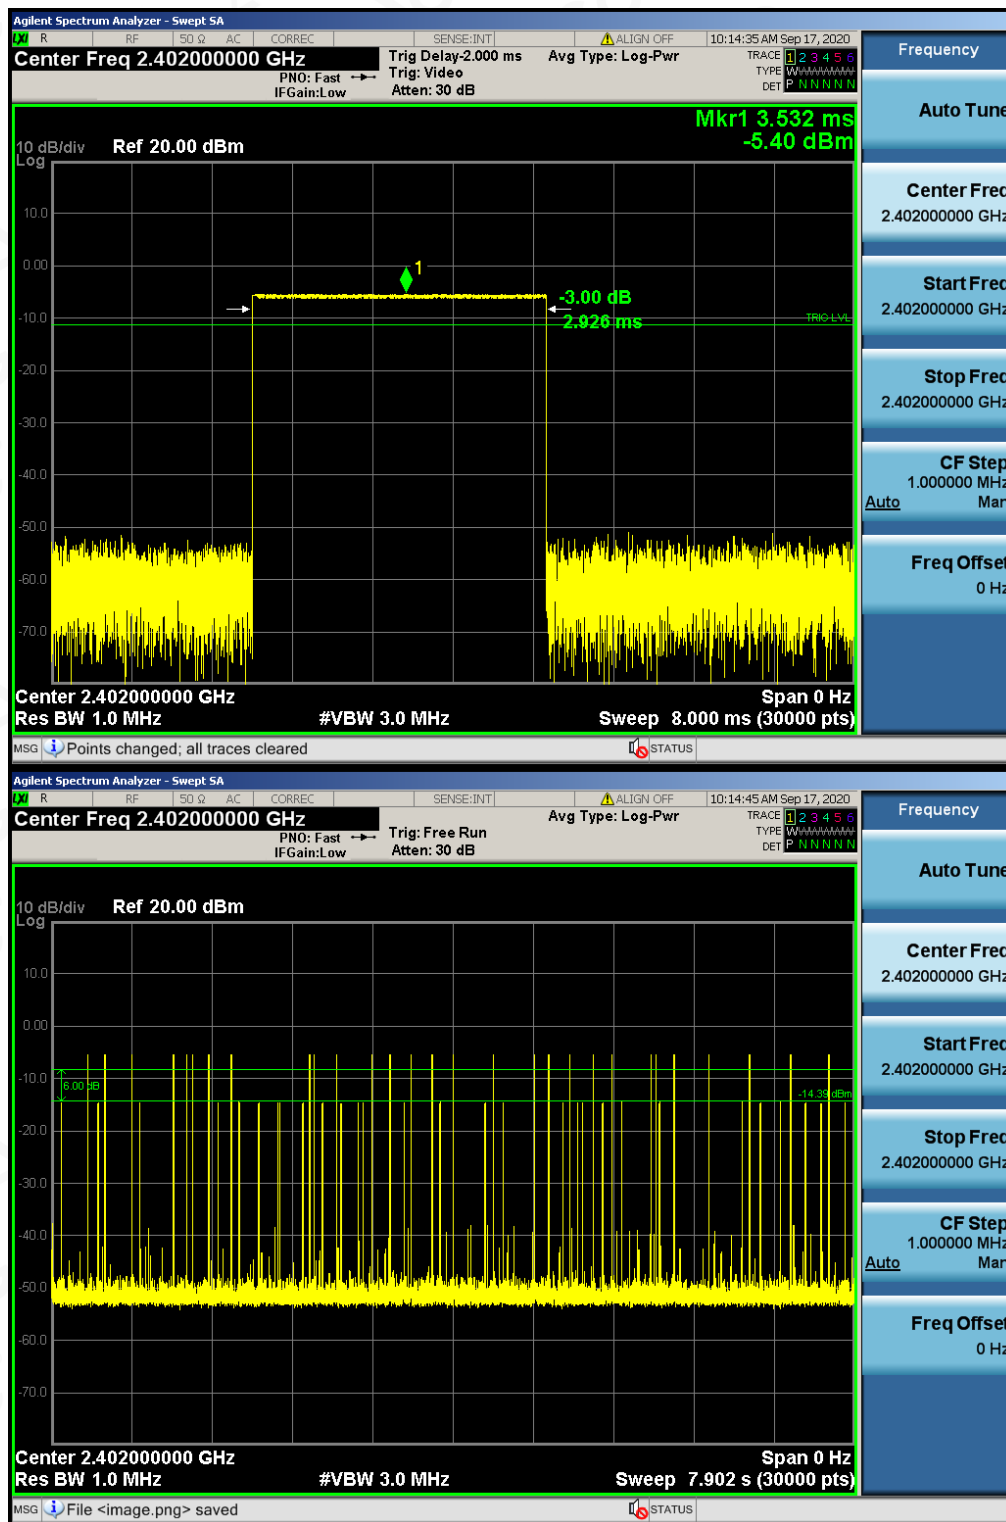 Agilent Spectrum Analyzer - Swept SA
LXI R RF 50 Ω AC CORREC SENSE:INT ALIGN OFF 10:14:35 AM Sep 17, 2020
Center Freq 2.402000000 GHz
PNO: Fast
IFGain:Low
Trig Delay-2.000 ms
Trig: Video
Atten: 30 dB
Avg Type: Log-Pwr
TRACE 1 2 3 4 5 6
TYPE
DET P N N N N N
Mkr1 3.532 ms
-5.40 dBm
10 dB/div Ref 20.00 dBm
Log
10.0
0.00
-10.0
-20.0
-30.0
-40.0
-50.0
-60.0
-70.0
1
-3.00 dB
2.926 ms
TRIG LVL
Center 2.402000000 GHz Span 0 Hz
Res BW 1.0 MHz #VBW 3.0 MHz Sweep 8.000 ms (30000 pts)
MSG Points changed; all traces cleared STATUS
Frequency
Auto Tune
Center Freq
2.402000000 GHz
Start Freq
2.402000000 GHz
Stop Freq
2.402000000 GHz
CF Step
1.000000 MHz
Auto Man
Freq Offset
0 Hz
Agilent Spectrum Analyzer - Swept SA
LXI R RF 50 Ω AC CORREC SENSE:INT ALIGN OFF 10:14:45 AM Sep 17, 2020
Center Freq 2.402000000 GHz
PNO: Fast
IFGain:Low
Trig: Free Run
Atten: 30 dB
Avg Type: Log-Pwr
TRACE 1 2 3 4 5 6
TYPE
DET P N N N N N
10 dB/div Ref 20.00 dBm
Log
10.0
0.00
-10.0
-20.0
-30.0
-40.0
-50.0
-60.0
-70.0
6.00 dB
-14.39 dBm
Center 2.402000000 GHz Span 0 Hz
Res BW 1.0 MHz #VBW 3.0 MHz Sweep 7.902 s (30000 pts)
MSG File <image.png> saved STATUS
Frequency
Auto Tune
Center Freq
2.402000000 GHz
Start Freq
2.402000000 GHz
Stop Freq
2.402000000 GHz
CF Step
1.000000 MHz
Auto Man
Freq Offset
0 Hz